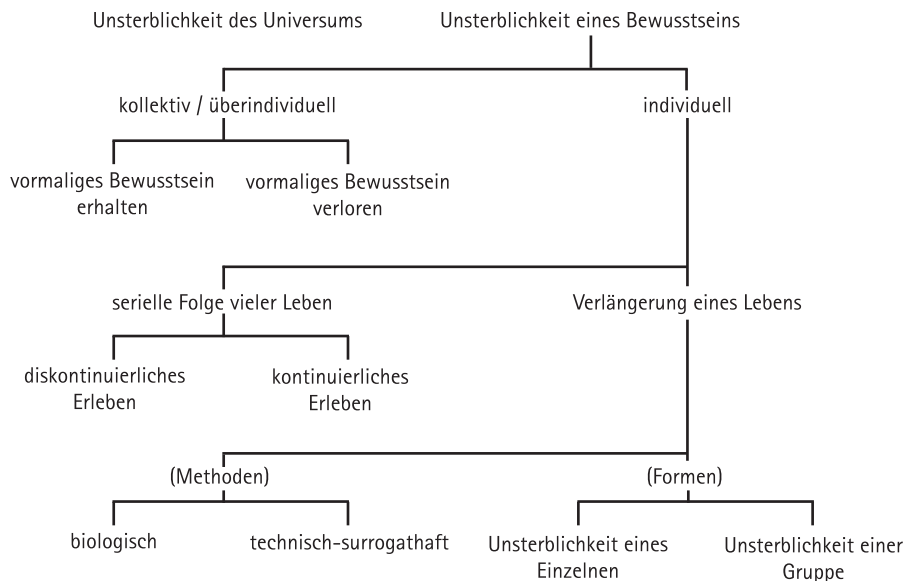 Unsterblichkeit des Universums
Unsterblichkeit eines Bewusstseins
kollektiv / überindividuell
individuell
vormaliges Bewusstsein
erhalten
vormaliges Bewusstsein
verloren
serielle Folge vieler Leben
Verlängerung eines Lebens
diskontinuierliches
Erleben
kontinuierliches
Erleben
(Methoden)
(Formen)
biologisch
technisch-surrogathaft
Unsterblichkeit eines
Einzelnen
Unsterblichkeit einer
Gruppe